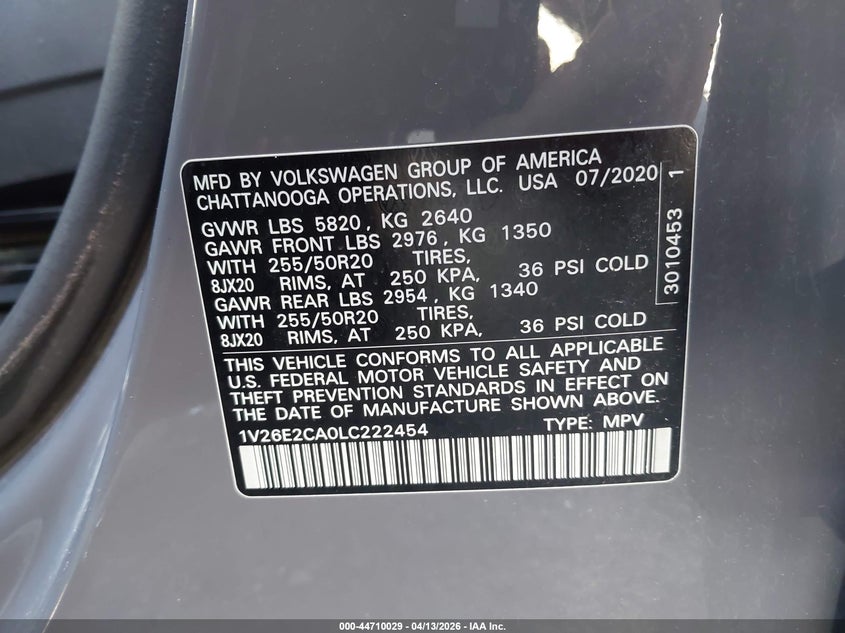 MFD BY VOLKSWAGEN GROUP OF AMERICA
CHATTANOOGA OPERATIONS, LLC. USA 07/2020
GVWR LBS 5820, KG 2640
GAWR FRONT LBS 2976, KG 1350
WITH 255/50R20 TIRES,
8JX20 RIMS, AT 250 KPA, 36 PSI COLD
GAWR REAR LBS 2954, KG 1340
WITH 255/50R20 TIRES,
8JX20 RIMS, AT 250 KPA, 36 PSI COLD
THIS VEHICLE CONFORMS TO ALL APPLICABLE
U.S. FEDERAL MOTOR VEHICLE SAFETY AND
THEFT PREVENTION STANDARDS IN EFFECT ON
THE DATE OF MANUFACTURE SHOWN ABOVE.
1V26E2CA0LC222454 TYPE: MPV
3010453 1
000-44710029 | 04/13/2026 | IAA Inc.